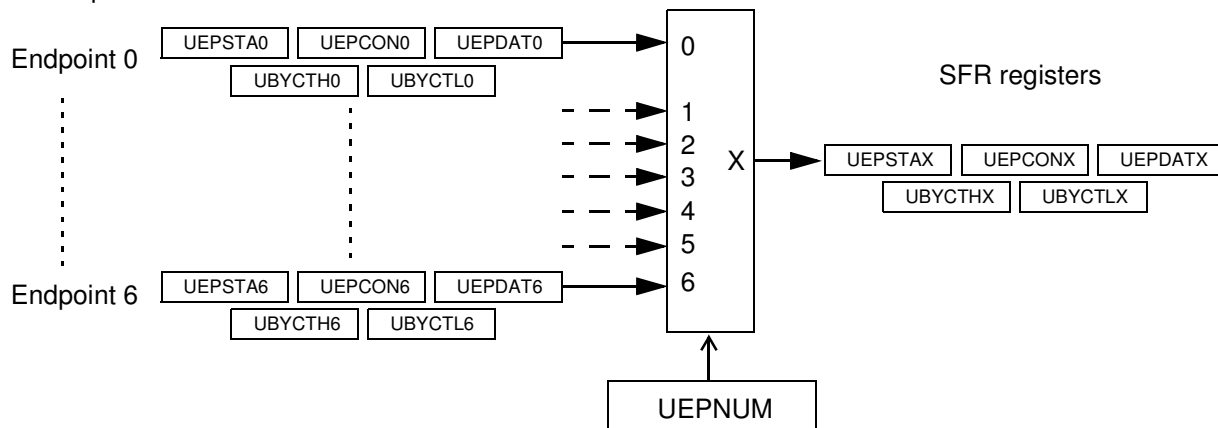 Endpoint 0
UEPSTA0 UEPCON0 UEPDAT0
UBYCTH0 UBYCTL0
0
1
2
3
4
5
6
X
SFR registers
UEPSTAX UEPCONX UEPDATX
UBYCTHX UBYCTLX
Endpoint 6
UEPSTA6 UEPCON6 UEPDAT6
UBYCTH6 UBYCTL6
UEPNUM